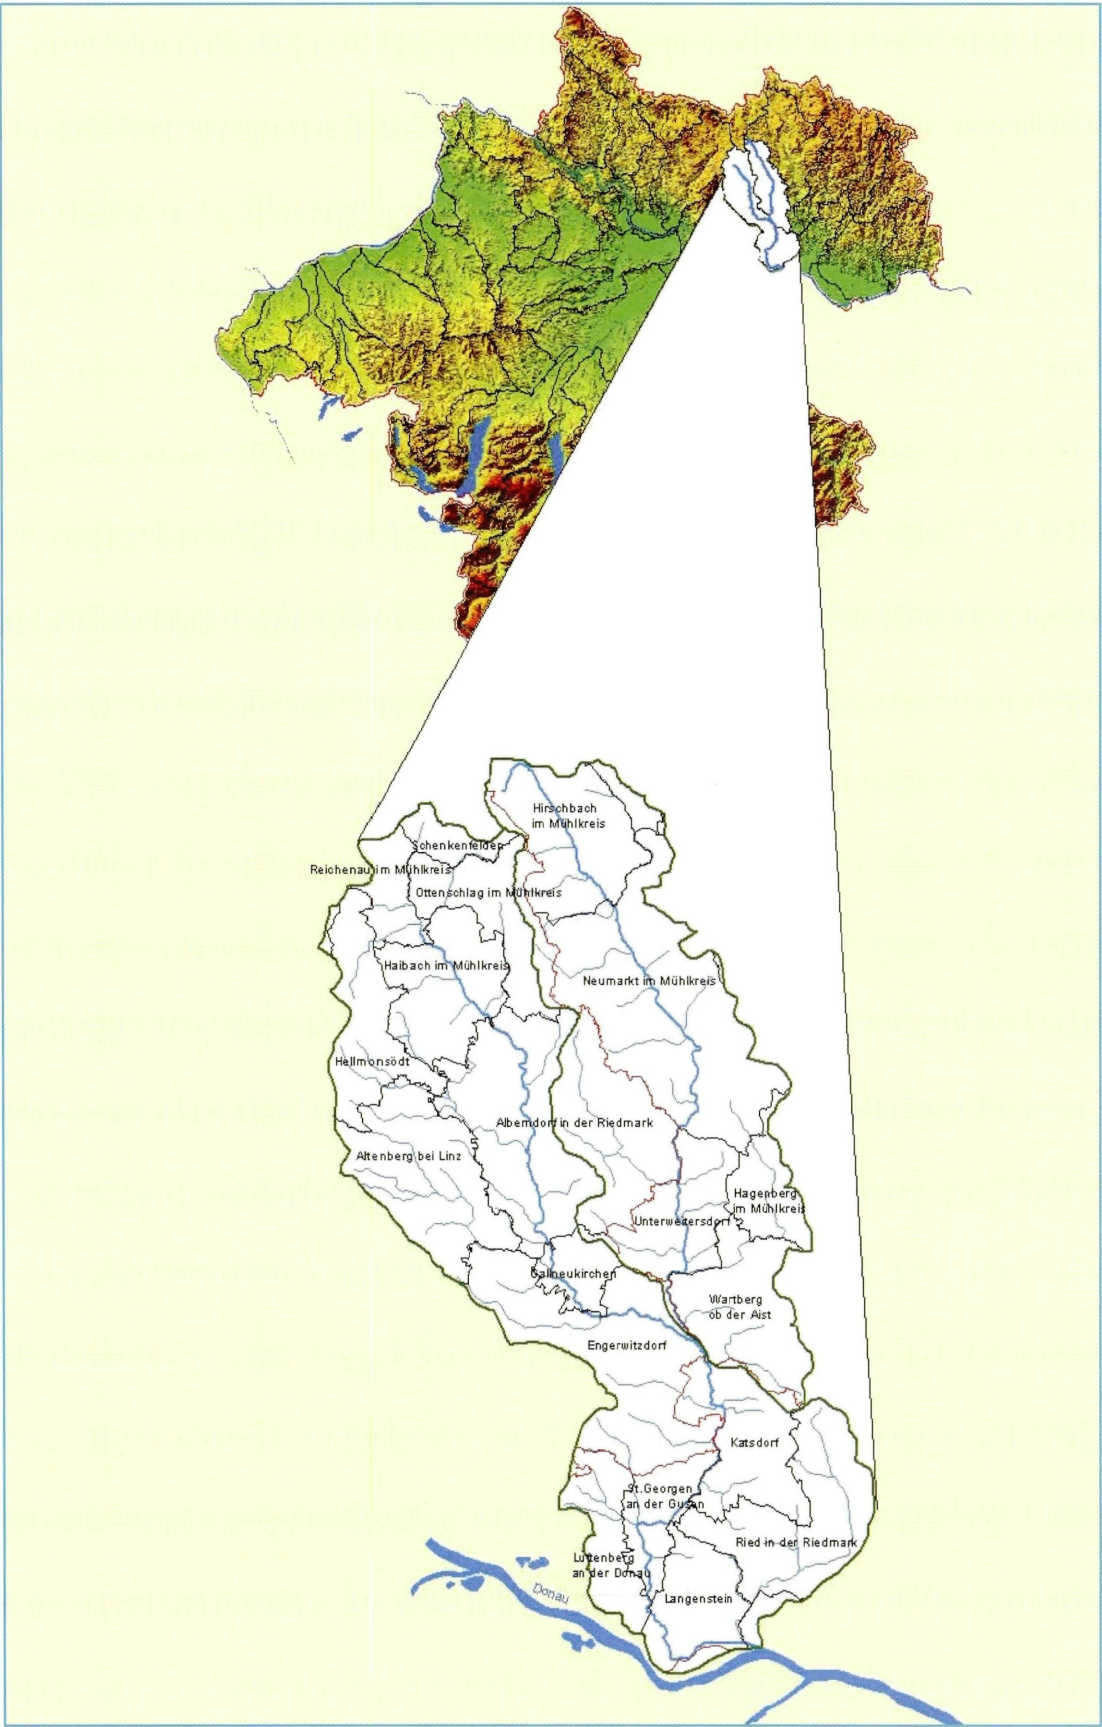 Hirschbach
im Mühlkreis
Schenkenfelden
Reichenau im Mühlkreis
Ottenschlag im Mühlkreis
Haibach im Mühlkreis
Neumarkt im Mühlkreis
Hellmonsödt
Alberndorf in der Riedmark
Altenberg bei Linz
Hagenberg
im Mühlkreis
Unterweitersdorf
Gallneukirchen
Wartberg
ob der Aist
Engerwitzdorf
Katsdorf
St.Georgen
an der Gusen
Ried in der Riedmark
Luftenberg
an der Donau
Langenstein
Donau